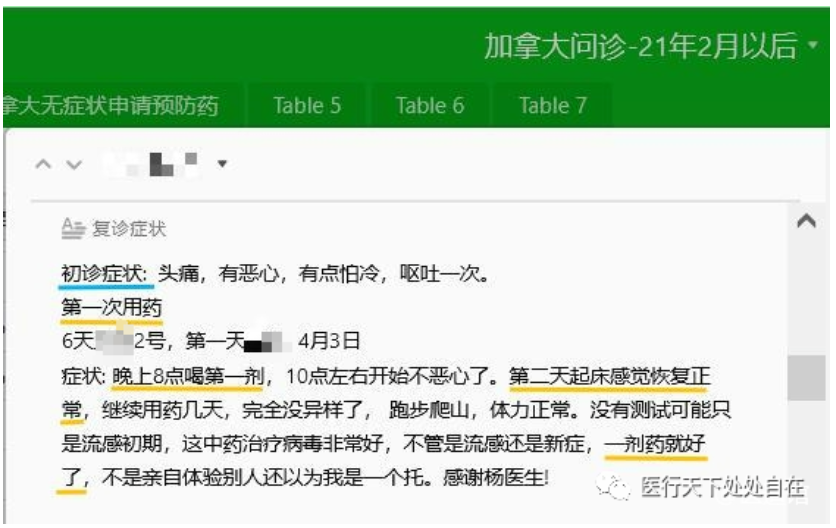 加拿大问诊-21年2月以后
拿大无症状申请预防药 Table 5 Table 6 Table 7
复诊症状
初诊症状: 头痛，有恶心，有点怕冷，呕吐一次。
第一次用药
6天 2号，第一天 4月3日
症状: 晚上8点喝第一剂，10点左右开始不恶心了。第二天起床感觉恢复正
常，继续用药几天，完全没异样了， 跑步爬山，体力正常。没有测试可能只
是流感初期，这中药治疗病毒非常好，不管是流感还是新症，一剂药就好
了，不是亲自体验别人还以为我是一个托。感谢杨医生!
医行天下处处自在